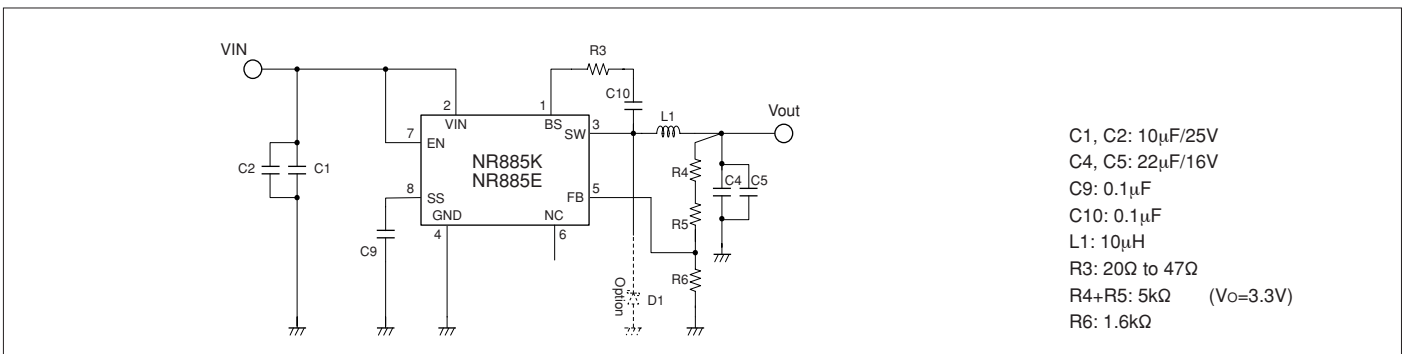 VIN
R3
C10
L1
Vout
2
VIN
1
BS
SW
3
7
EN
NR885K
NR885E
C2
C1
8
SS
FB
5
GND
4
NC
6
C9
R4
R5
R6
C4
C5
Option
D1
C1, C2: 10μF/25V
C4, C5: 22μF/16V
C9: 0.1μF
C10: 0.1μF
L1: 10μH
R3: 20Ω to 47Ω
R4+R5: 5kΩ (Vo=3.3V)
R6: 1.6kΩ